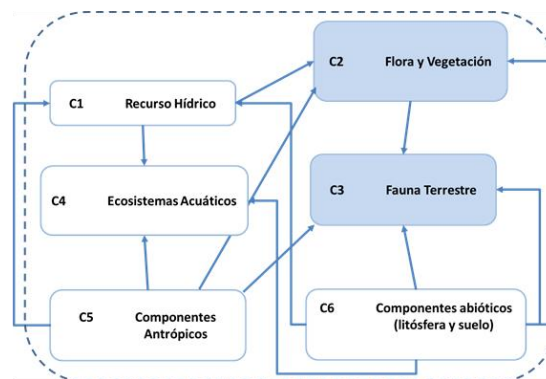 C2 Flora y Vegetación
C1 Recurso Hídrico
C4 Ecosistemas Acuáticos
C3 Fauna Terrestre
C5 Componentes
Antrópicos
C6 Componentes abióticos
(litósfera y suelo)